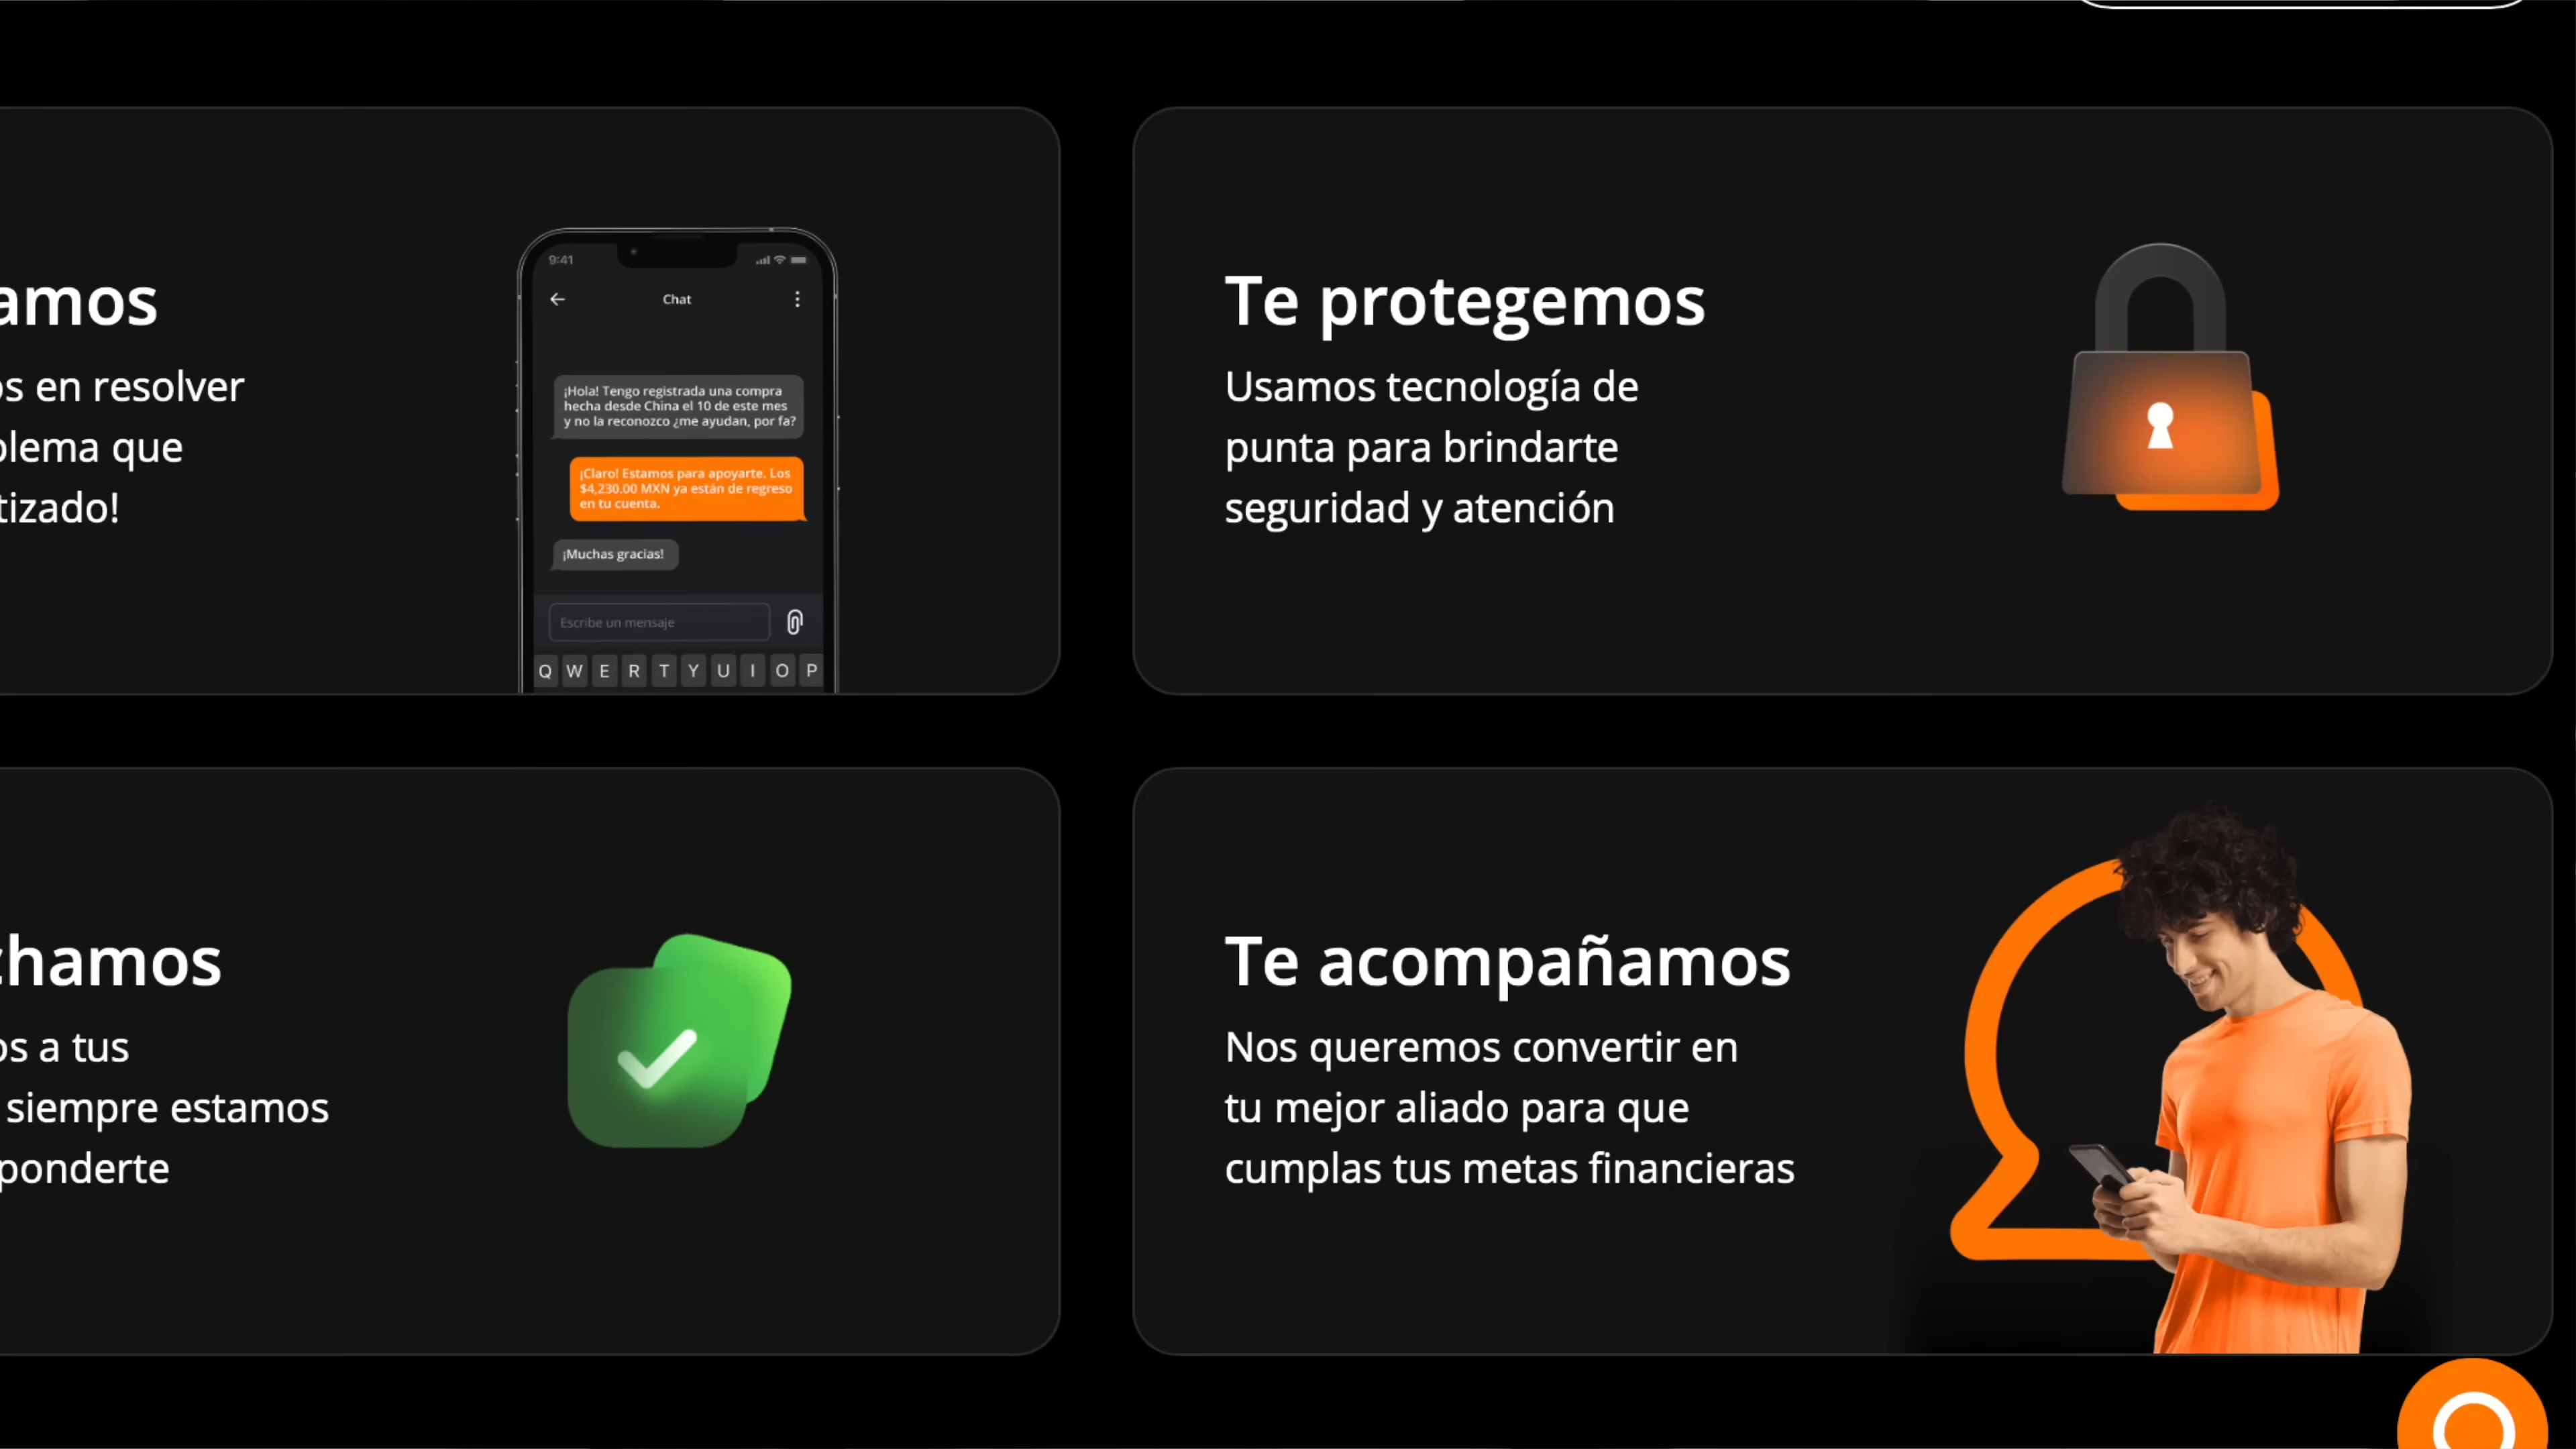 amos
os en resolver
blema que
tizado!
9:41
Chat
¡Hola! Tengo registrada una compra
hecha desde China el 10 de este mes
y no la reconozco ¿me ayudan, por fa?
¡Claro! Estamos para apoyarte. Los
$4,230.00 MXN ya están de regreso
en tu cuenta.
¡Muchas gracias!
Escribe un mensaje
Q W E R T Y U I O P
Te protegemos
Usamos tecnología de
punta para brindarte
seguridad y atención
chamos
os a tus
siempre estamos
ponderte
Te acompañamos
Nos queremos convertir en
tu mejor aliado para que
cumplas tus metas financieras